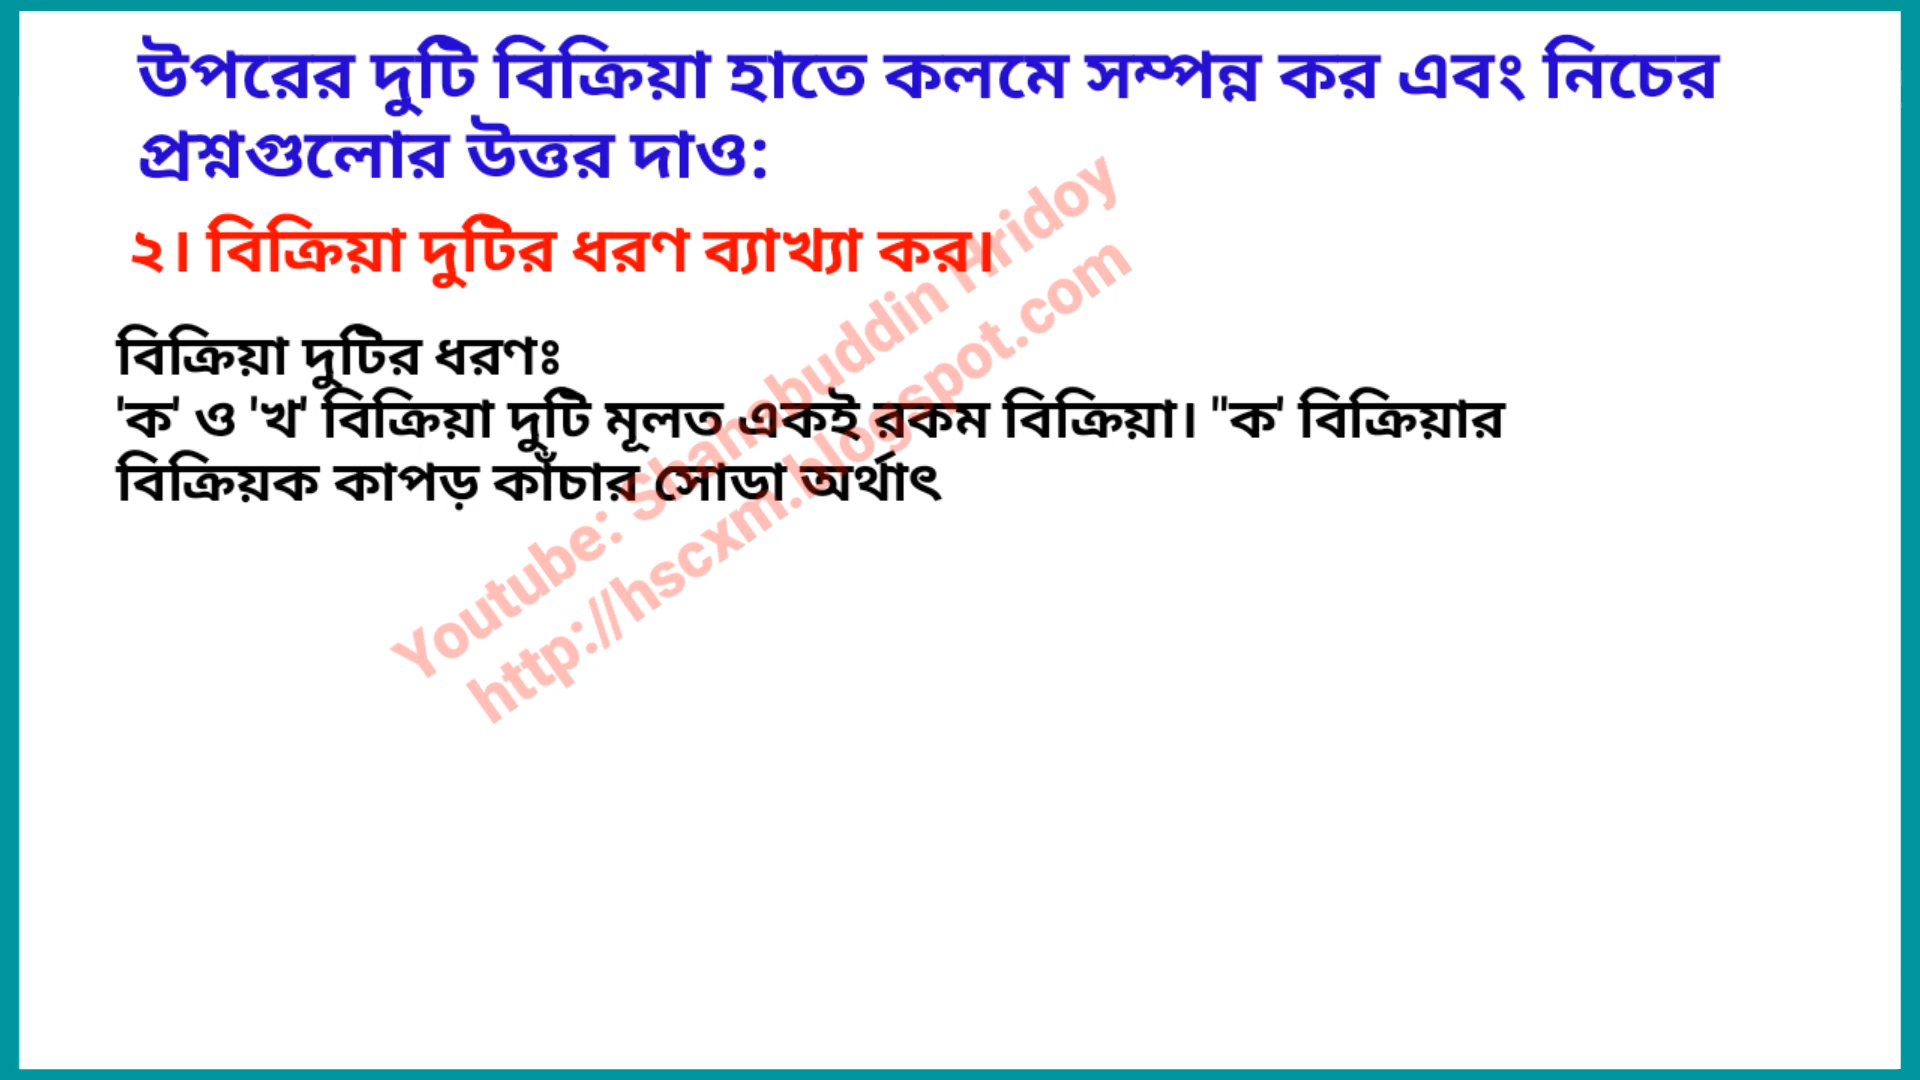 উপরের দুটি বিক্রিয়া হাতে কলমে সম্পন্ন কর এবং নিচের
প্রশ্নগুলোর উত্তর দাও:
২। বিক্রিয়া দুটির ধরণ ব্যাখ্যা কর।
বিক্রিয়া দুটির ধরণঃ
'ক' ও 'খ' বিক্রিয়া দুটি মূলত একই রকম বিক্রিয়া। "ক' বিক্রিয়ার
বিক্রিয়ক কাপড় কাঁচার সোডা অর্থাৎ
Youtube: Shahabuddin Hridoy
http://hscxm.blogspot.com